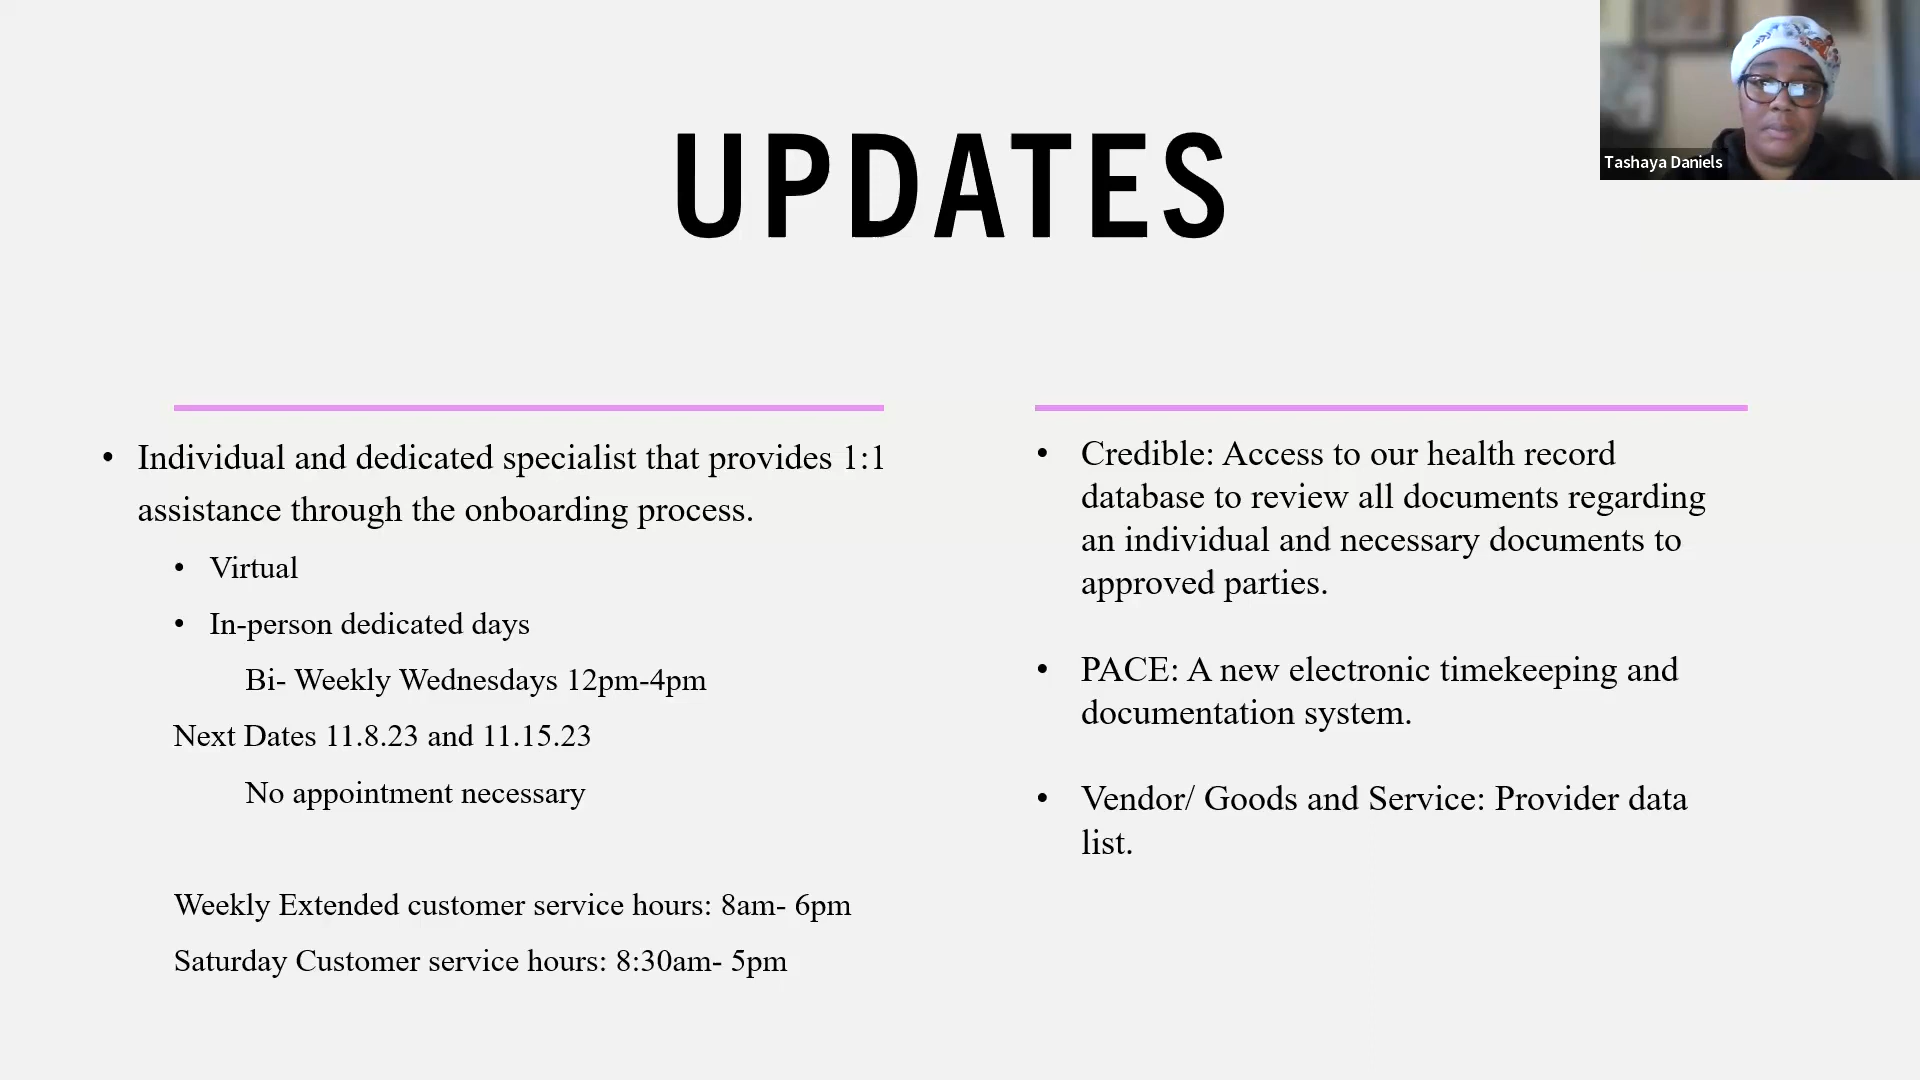 UPDATES
Tashaya Daniels
• Individual and dedicated specialist that provides 1:1
assistance through the onboarding process.
• Virtual
• In-person dedicated days
Bi- Weekly Wednesdays 12pm-4pm
Next Dates 11.8.23 and 11.15.23
No appointment necessary
Weekly Extended customer service hours: 8am- 6pm
Saturday Customer service hours: 8:30am- 5pm
• Credible: Access to our health record
database to review all documents regarding
an individual and necessary documents to
approved parties.
• PACE: A new electronic timekeeping and
documentation system.
• Vendor/ Goods and Service: Provider data
list.